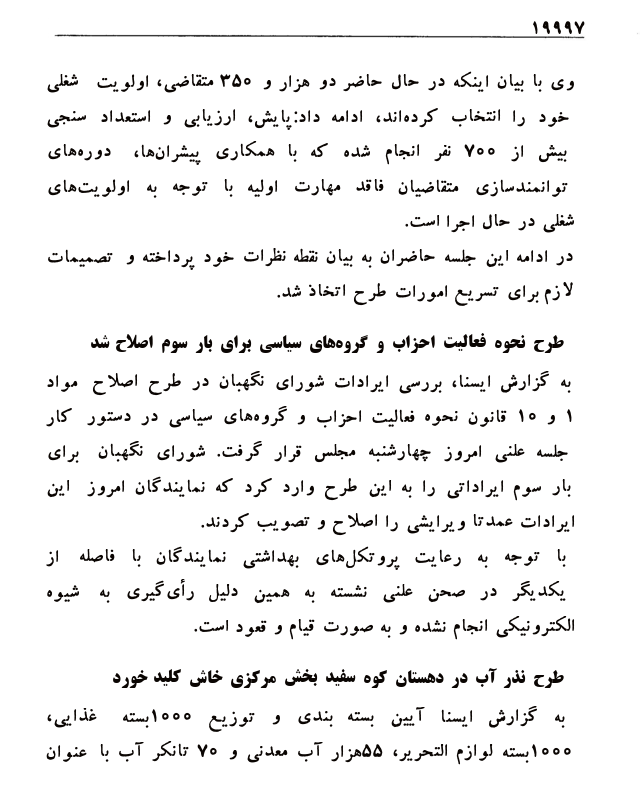 ۱۹۹۹۷
وی با بیان اینکه در حال حاضر دو هزار و ۳۵۰ متقاضی، اولویت شغلی
خود را انتخاب کرده‌اند، ادامه داد:پایش، ارزیابی و استعداد سنجی
بیش از ۷۰۰ نفر انجام شده که با همکاری پیشران‌ها، دوره‌های
توانمندسازی متقاضیان فاقد مهارت اولیه با توجه به اولویت‌های
شغلی در حال اجرا است.
در ادامه این جلسه حاضران به بیان نقطه نظرات خود پرداخته و تصمیمات
لازم برای تسریع امورات طرح اتخاذ شد.
طرح نحوه فعالیت احزاب و گروه‌های سیاسی برای بار سوم اصلاح شد
به گزارش ایسنا، بررسی ایرادات شورای نگهبان در طرح اصلاح مواد
۱ و ۱۰ قانون نحوه فعالیت احزاب و گروه‌های سیاسی در دستور کار
جلسه علنی امروز چهارشنبه مجلس قرار گرفت. شورای نگهبان برای
بار سوم ایراداتی را به این طرح وارد کرد که نمایندگان امروز این
ایرادات عمدتا ویرایشی را اصلاح و تصویب کردند.
با توجه به رعایت پروتکل‌های بهداشتی نمایندگان با فاصله از
یکدیگر در صحن علنی نشسته به همین دلیل رأی‌گیری به شیوه
الکترونیکی انجام نشده و به صورت قیام و قعود است.
طرح نذر آب در دهستان کوه سفید بخش مرکزی خاش کلید خورد
به گزارش ایسنا آیین بسته بندی و توزیع ۱۰۰۰بسته غذایی،
۱۰۰۰بسته لوازم التحریر، ۵۵هزار آب معدنی و ۷۰ تانکر آب با عنوان